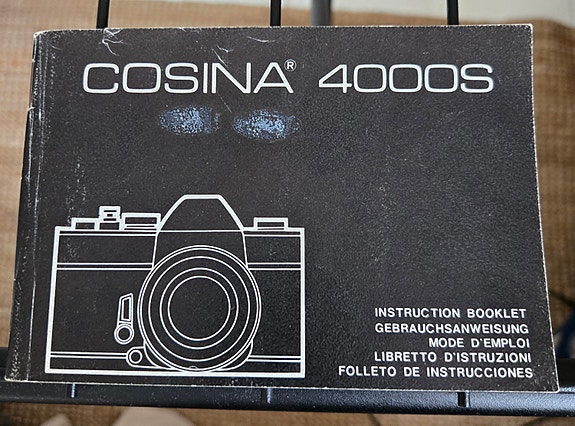 COSINA® 4000S
INSTRUCTION BOOKLET
GEBRAUCHSANWEISUNG
MODE D'EMPLOI
LIBRETTO D'ISTRUZIONI
FOLLETO DE INSTRUCCIONES